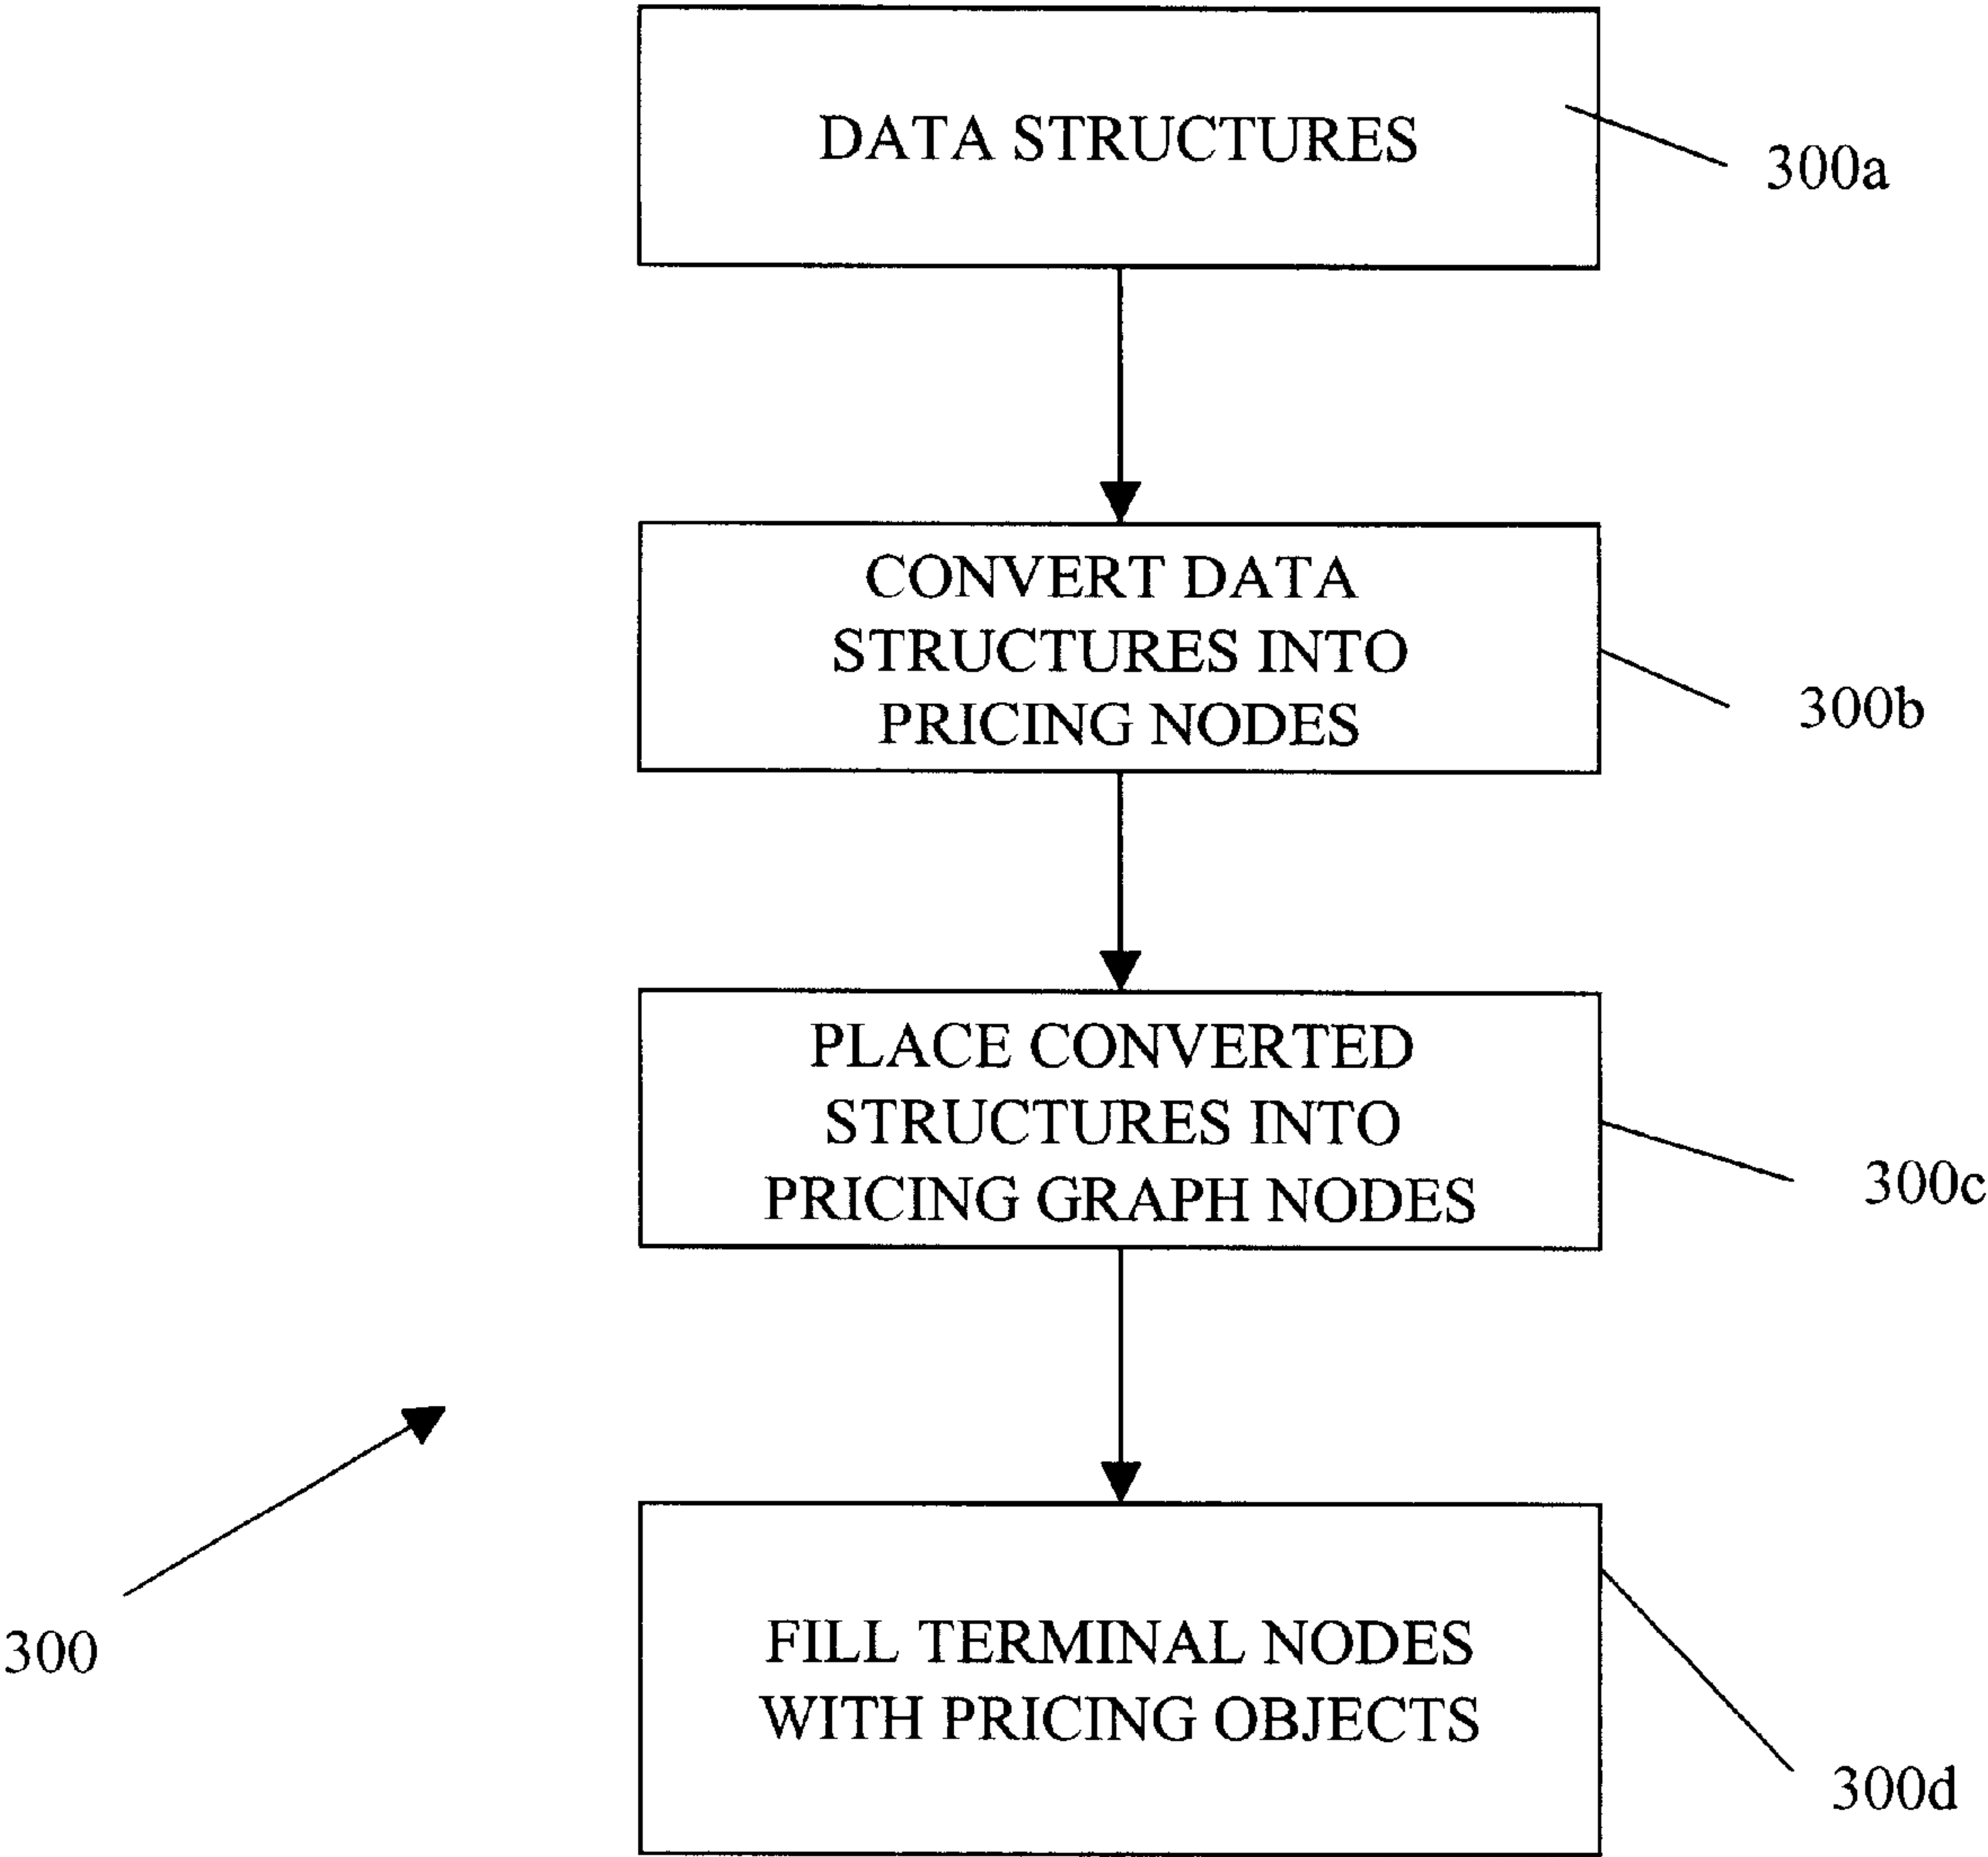 DATA STRUCTURES
300a
CONVERT DATA
STRUCTURES INTO
PRICING NODES
300b
PLACE CONVERTED
STRUCTURES INTO
PRICING GRAPH NODES
300c
300
FILL TERMINAL NODES
WITH PRICING OBJECTS
300d